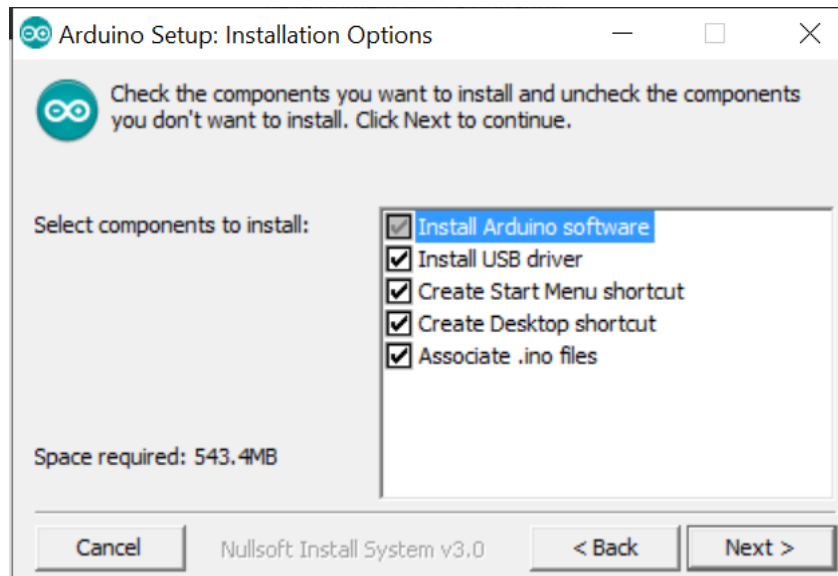 Arduino Setup: Installation Options
Check the components you want to install and uncheck the components
you don't want to install. Click Next to continue.
Select components to install:
Install Arduino software
Install USB driver
Create Start Menu shortcut
Create Desktop shortcut
Associate .ino files
Space required: 543.4MB
Cancel
Nullsoft Install System v3.0
< Back
Next >